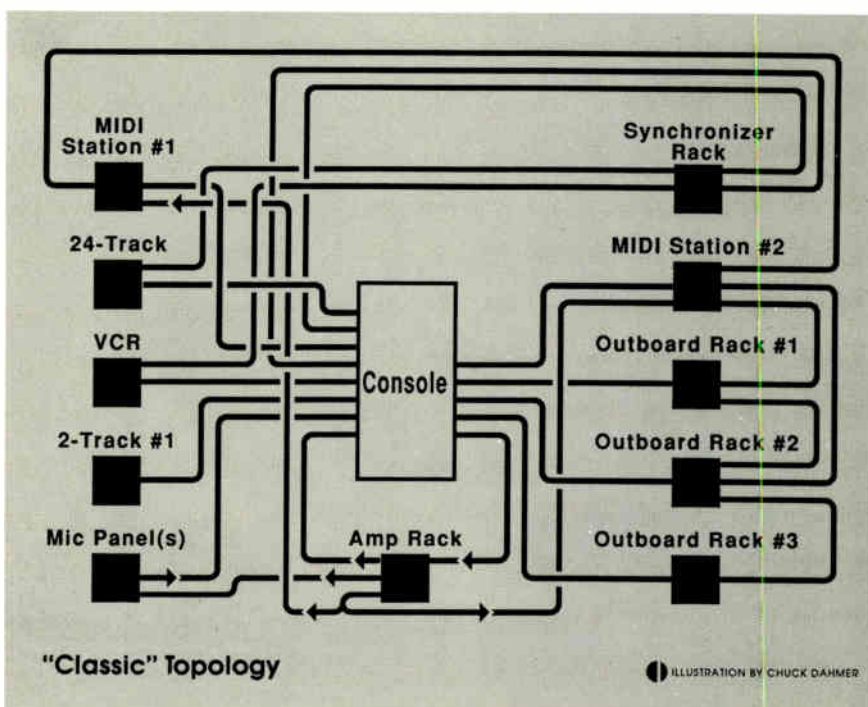 MIDI
Station #1
Synchronizer
Rack
24-Track
MIDI Station #2
VCR
Outboard Rack #1
Console
2-Track #1
Outboard Rack #2
Mic Panel(s)
Amp Rack
Outboard Rack #3
"Classic" Topology
ILLUSTRATION BY CHUCK DAHMER